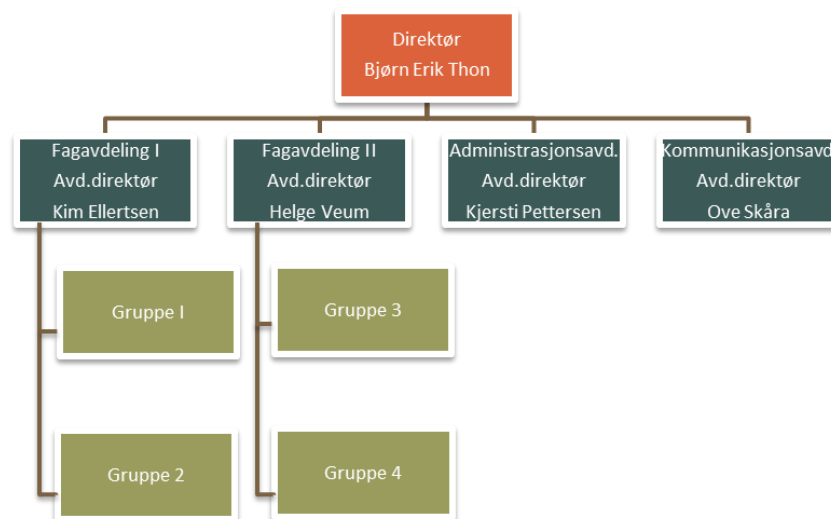 Direktør
Bjørn Erik Thon
Fagavdeling I
Avd.direktør
Kim Ellertsen
Fagavdeling II
Avd.direktør
Helge Veum
Administrasjonsavd.
Avd.direktør
Kjersti Pettersen
Kommunikasjonsavd
Avd.direktør
Ove Skåra
Gruppe I
Gruppe 3
Gruppe 2
Gruppe 4